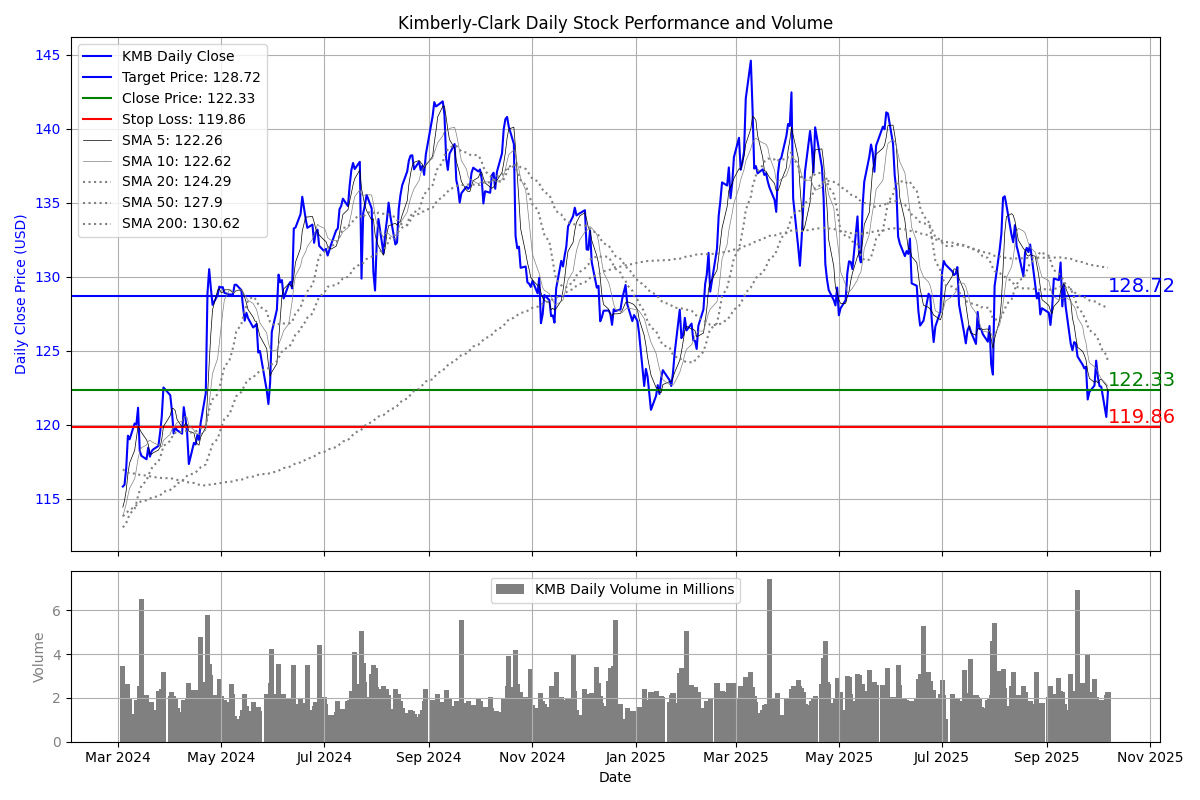 Kimberly-Clark Daily Stock Performance and Volume
KMB Daily Close
Target Price: 128.72
Close Price: 122.33
Stop Loss: 119.86
SMA 5: 122.26
SMA 10: 122.62
SMA 20: 124.29
SMA 50: 127.9
SMA 200: 130.62
Daily Close Price (USD)
145
140
135
130
125
120
115
128.72
122.33
119.86
KMB Daily Volume in Millions
Volume
6
4
2
0
Mar 2024 May 2024 Jul 2024 Sep 2024 Nov 2024 Jan 2025 Mar 2025 May 2025 Jul 2025 Sep 2025 Nov 2025
Date